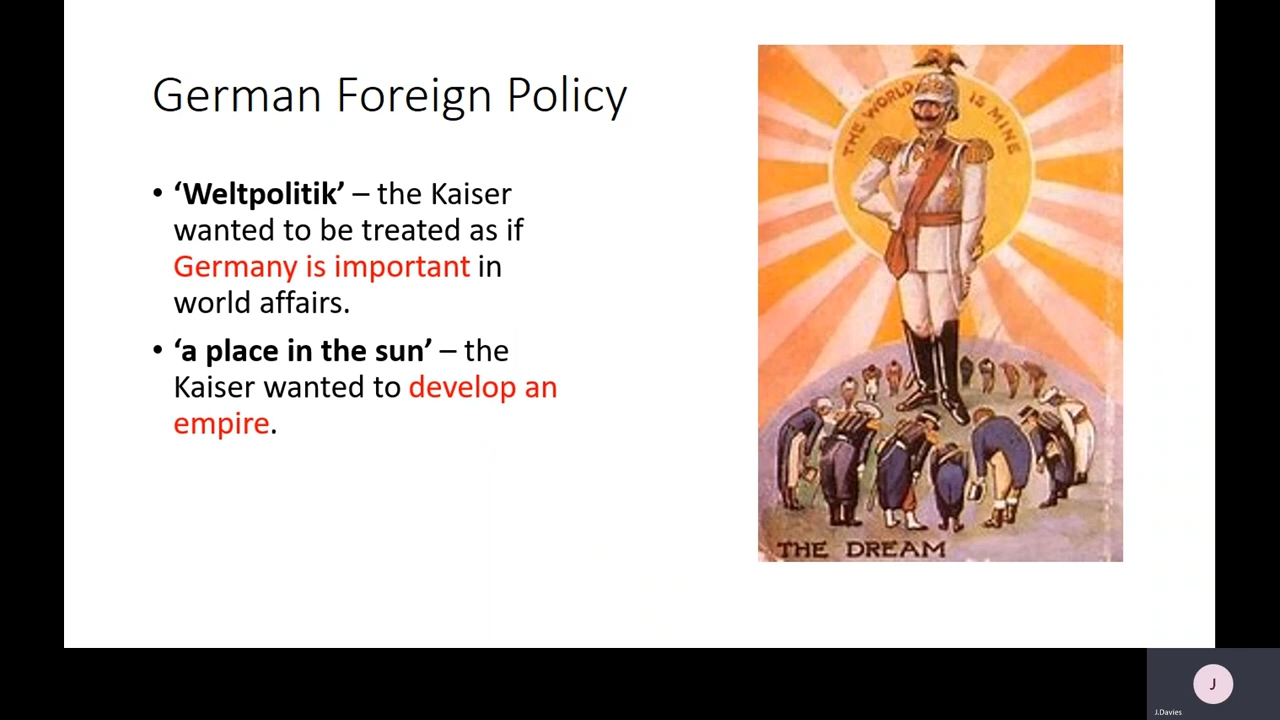 German Foreign Policy
• ‘Weltpolitik’ – the Kaiser
wanted to be treated as if
Germany is important in
world affairs.
• ‘a place in the sun’ – the
Kaiser wanted to develop an
empire.
THE WORLD IS MINE
THE DREAM
J
J.Davies